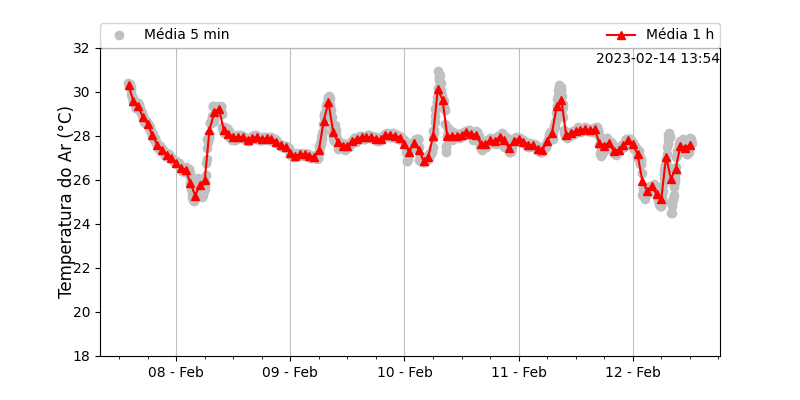 Média 5 min
Média 1 h
2023-02-14 13:54
Temperatura do Ar (°C)
32
30
28
26
24
22
20
18
08 - Feb
09 - Feb
10 - Feb
11 - Feb
12 - Feb